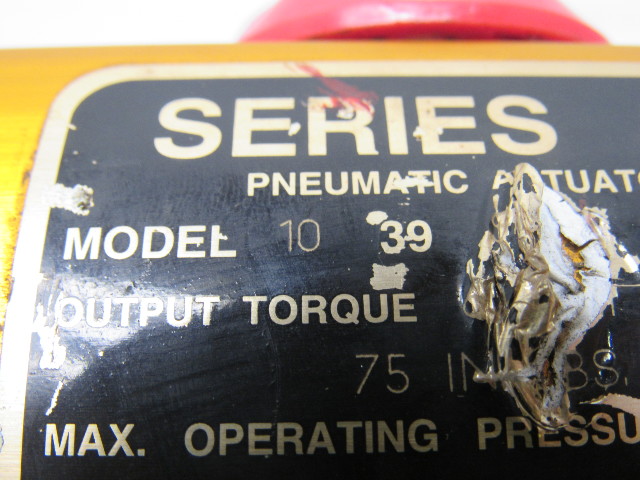 SERIES
PNEUMATIC
MODEL 10 39
OUTPUT TORQUE
75
MAX. OPERATING